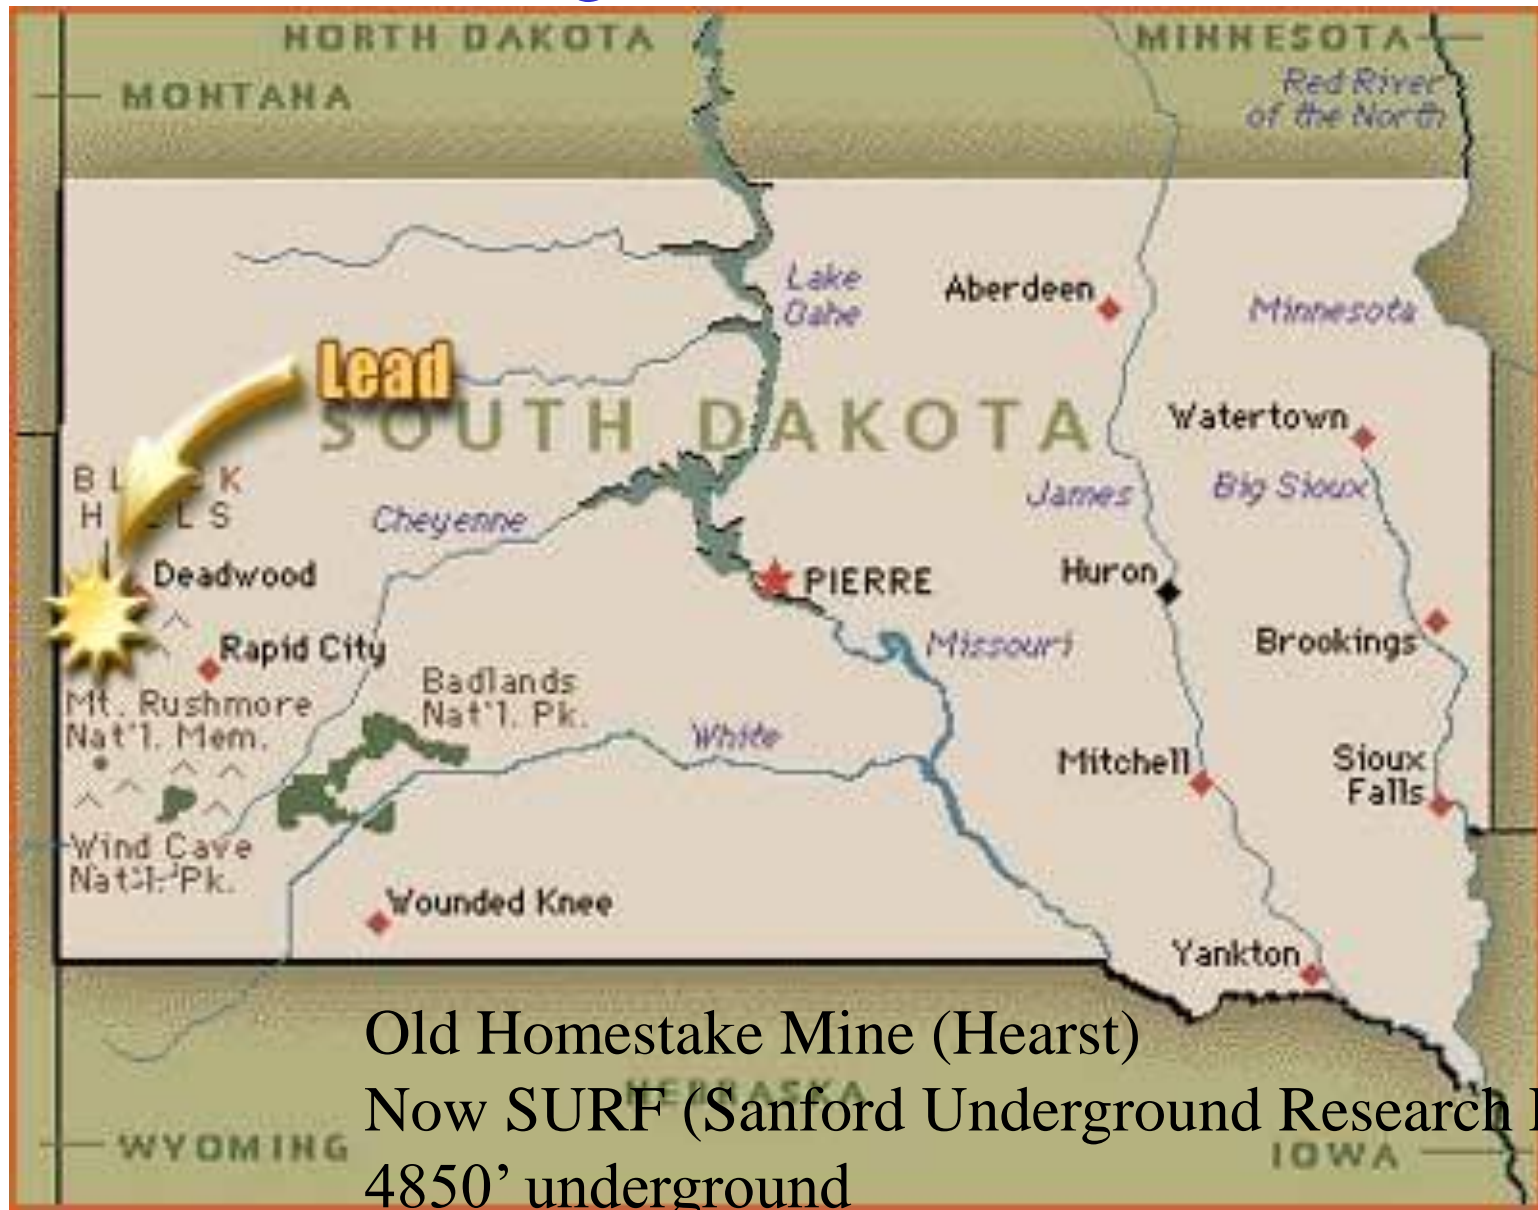 NORTH DAKOTA
MINNESOTA
MONTANA
Red River
of the North
Lake
Oahe
Aberdeen
Minnesota
Lead
SOUTH DAKOTA
Watertown
BL K
H LS
Cheyenne
James
Big Sioux
Deadwood
PIERRE
Huron
Rapid City
Missouri
Brookings
Badlands
Nat'l. Pk.
Mt. Rushmore
Nat'l. Mem.
White
Mitchell
Sioux
Falls
Wind Cave
Nat'l. Pk.
Wounded Knee
Yankton
Old Homestake Mine (Hearst)
NEBRASKA
Now SURF (Sanford Underground Research
WYOMING
IOWA
4850’ underground